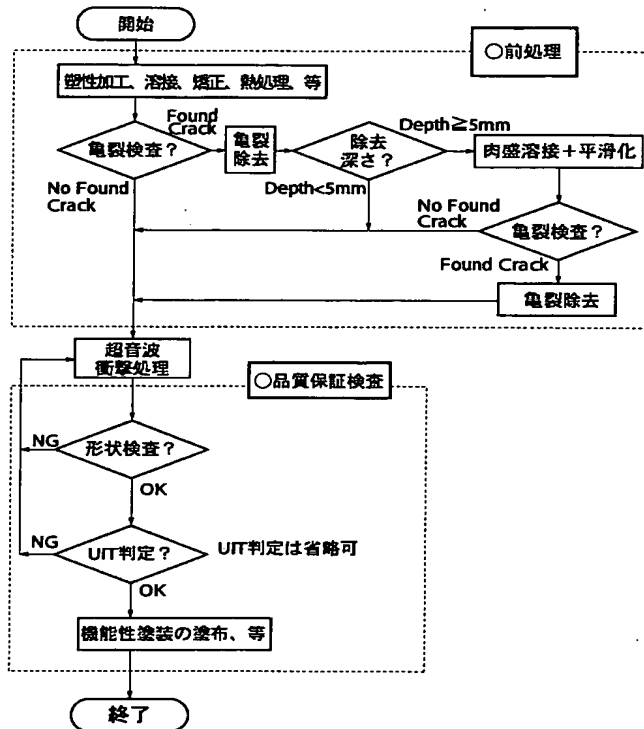 開始
○前処理
塑性加工、溶接、矯正、熱処理、等
Found
Crack
亀裂検査？
亀裂
除去
除去
深さ？
Depth≧5mm
肉盛溶接＋平滑化
No Found
Crack
Depth<5mm
No Found
Crack
亀裂検査？
Found Crack
亀裂除去
超音波
衝撃処理
○品質保証検査
NG
形状検査？
OK
NG
UIT判定？
UIT判定は省略可
OK
機能性塗装の塗布、等
終了